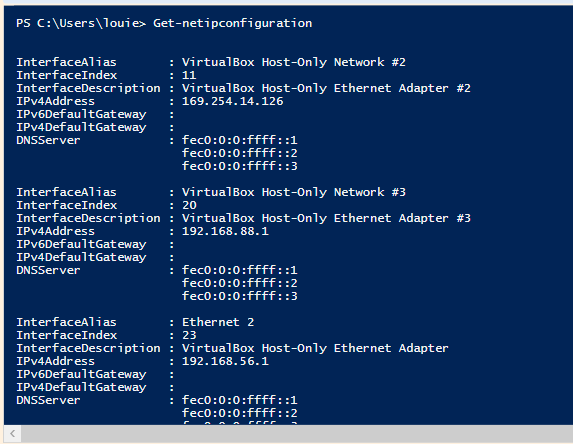 PS C:\Users\louie> Get-netipconfiguration
InterfaceAlias : VirtualBox Host-Only Network #2
InterfaceIndex : 11
InterfaceDescription : VirtualBox Host-Only Ethernet Adapter #2
IPv4Address : 169.254.14.126
IPv6DefaultGateway :
IPv4DefaultGateway :
DNSServer : fec0:0:0:ffff::1
fec0:0:0:ffff::2
fec0:0:0:ffff::3
InterfaceAlias : VirtualBox Host-Only Network #3
InterfaceIndex : 20
InterfaceDescription : VirtualBox Host-Only Ethernet Adapter #3
IPv4Address : 192.168.88.1
IPv6DefaultGateway :
IPv4DefaultGateway :
DNSServer : fec0:0:0:ffff::1
fec0:0:0:ffff::2
fec0:0:0:ffff::3
InterfaceAlias : Ethernet 2
InterfaceIndex : 23
InterfaceDescription : VirtualBox Host-Only Ethernet Adapter
IPv4Address : 192.168.56.1
IPv6DefaultGateway :
IPv4DefaultGateway :
DNSServer : fec0:0:0:ffff::1
fec0:0:0:ffff::2